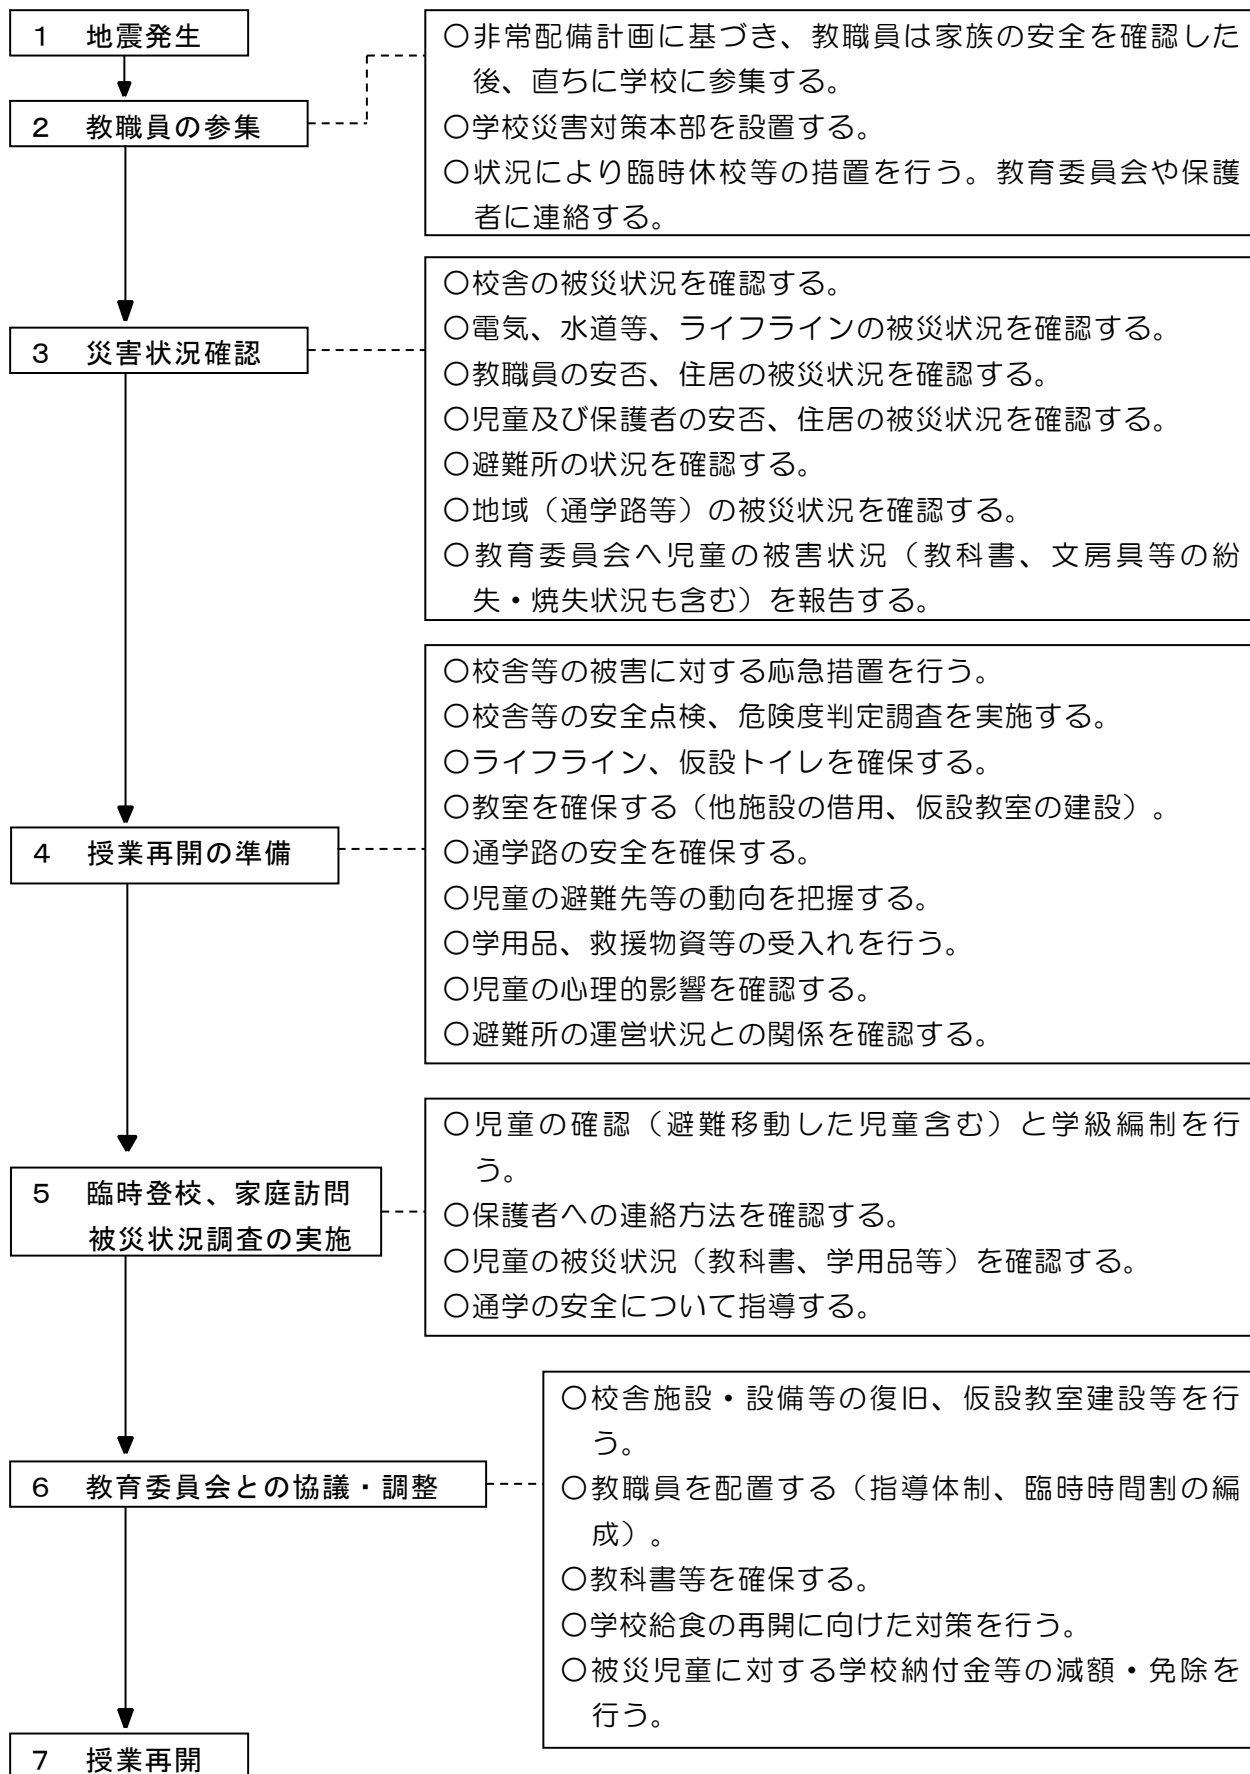 １　地震発生
○非常配備計画に基づき、教職員は家族の安全を確認した
後、直ちに学校に参集する。
○学校災害対策本部を設置する。
○状況により臨時休校等の措置を行う。教育委員会や保護
者に連絡する。
２　教職員の参集
○校舎の被災状況を確認する。
○電気、水道等、ライフラインの被災状況を確認する。
○教職員の安否、住居の被災状況を確認する。
○児童及び保護者の安否、住居の被災状況を確認する。
○避難所の状況を確認する。
○地域（通学路等）の被災状況を確認する。
○教育委員会へ児童の被害状況（教科書、文房具等の紛
失・焼失状況も含む）を報告する。
３　災害状況確認
○校舎等の被害に対する応急措置を行う。
○校舎等の安全点検、危険度判定調査を実施する。
○ライフライン、仮設トイレを確保する。
○教室を確保する（他施設の借用、仮設教室の建設）。
○通学路の安全を確保する。
○児童の避難先等の動向を把握する。
○学用品、救援物資等の受入れを行う。
○児童の心理的影響を確認する。
○避難所の運営状況との関係を確認する。
４　授業再開の準備
○児童の確認（避難移動した児童含む）と学級編制を行
う。
○保護者への連絡方法を確認する。
○児童の被災状況（教科書、学用品等）を確認する。
○通学の安全について指導する。
５　臨時登校、家庭訪問
被災状況調査の実施
○校舎施設・設備等の復旧、仮設教室建設等を行
う。
○教職員を配置する（指導体制、臨時時間割の編
成）。
○教科書等を確保する。
○学校給食の再開に向けた対策を行う。
○被災児童に対する学校納付金等の減額・免除を
行う。
６　教育委員会との協議・調整
７　授業再開